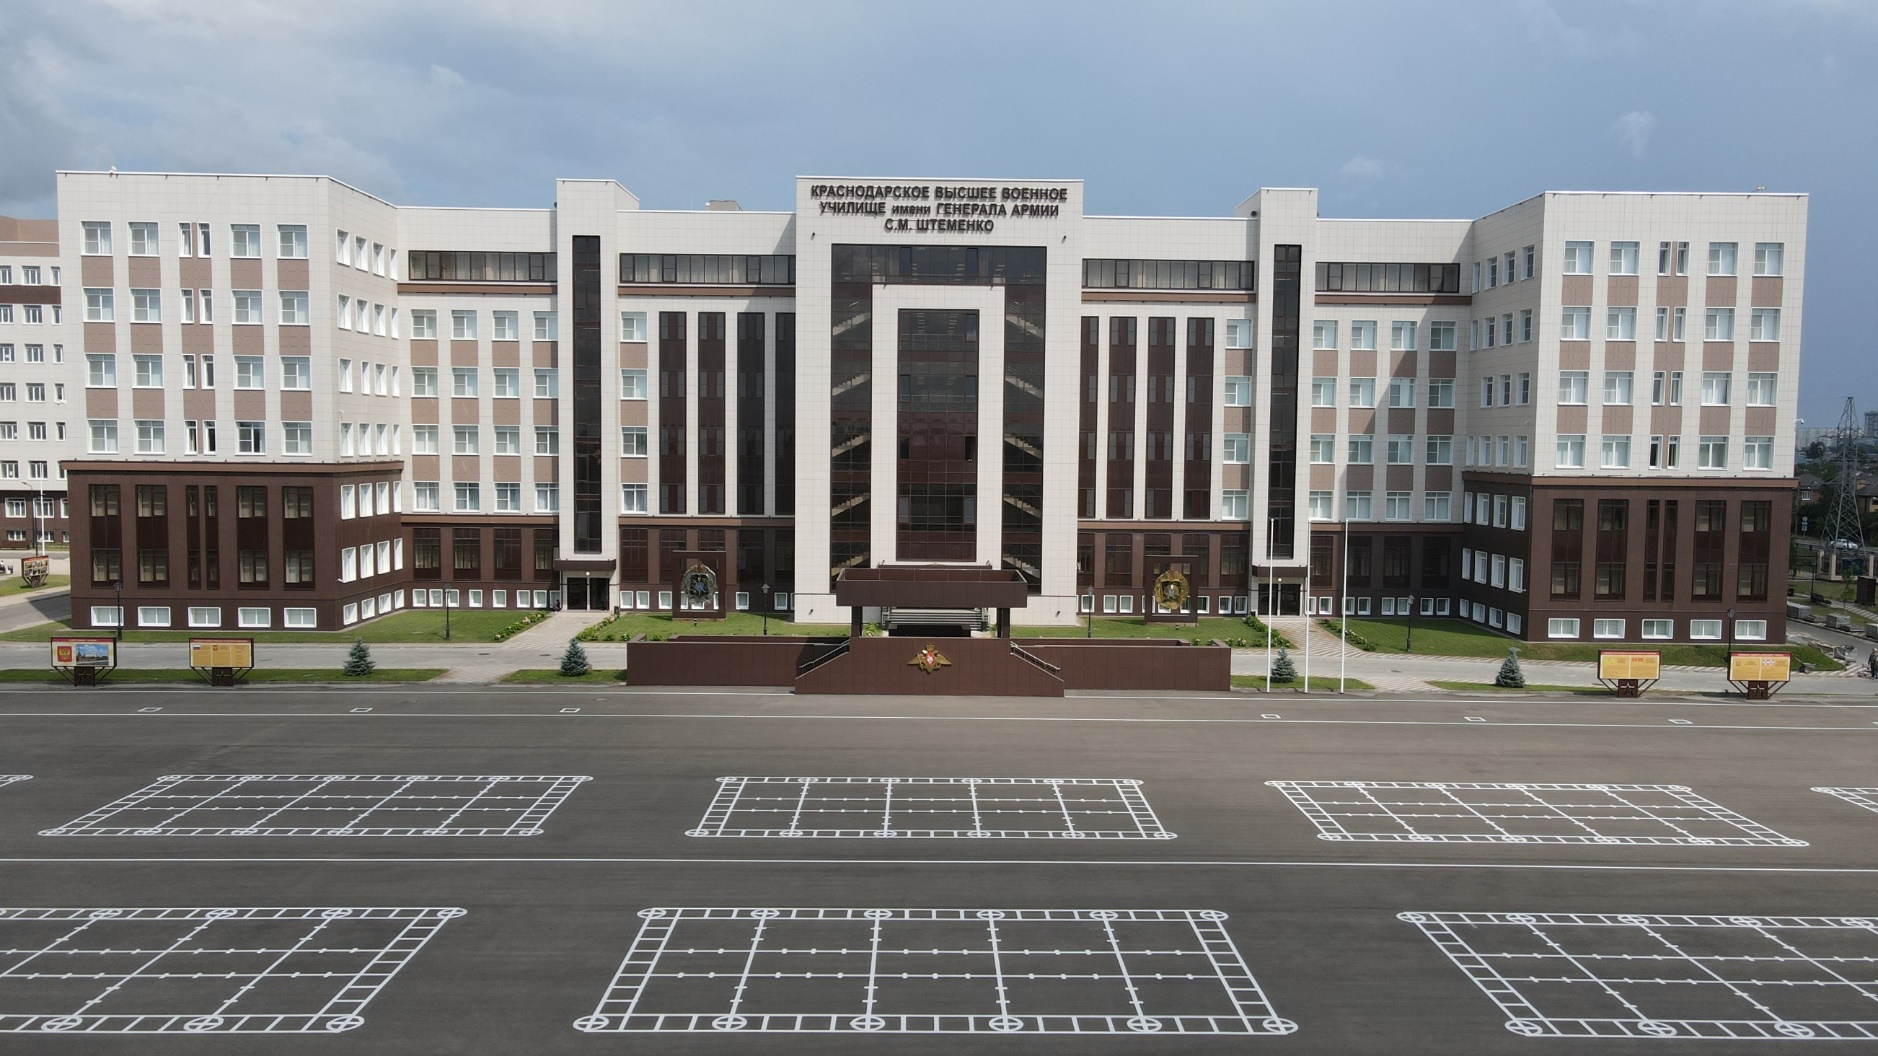 КРАСНОДАРСКОЕ ВЫСШЕЕ ВОЕННОЕ
УЧИЛИЩЕ имени ГЕНЕРАЛА АРМИИ
С.М. ШТЕМЕНКО